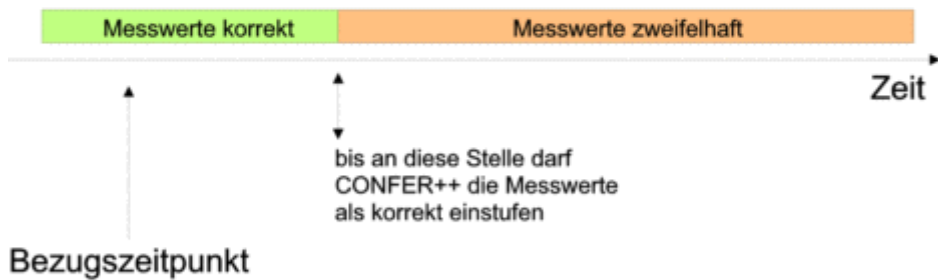 Messwerte korrekt
Messwerte zweifelhaft
Zeit
bis an diese Stelle darf
CONFER++ die Messwerte
als korrekt einstufen
Bezugszeitpunkt